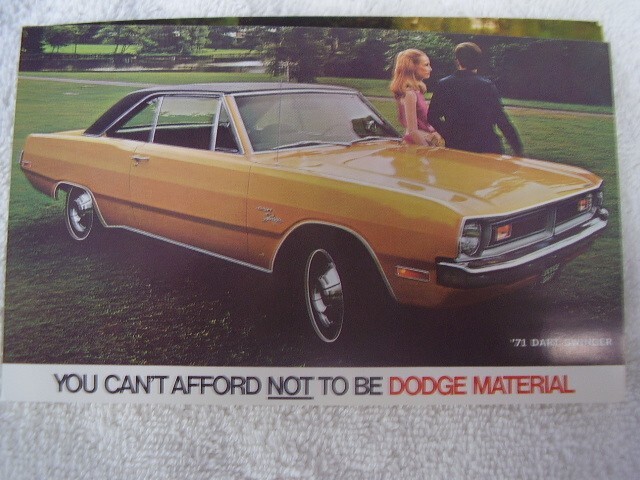 '71 DART SWINGER
YOU CAN'T AFFORD NOT TO BE DODGE MATERIAL